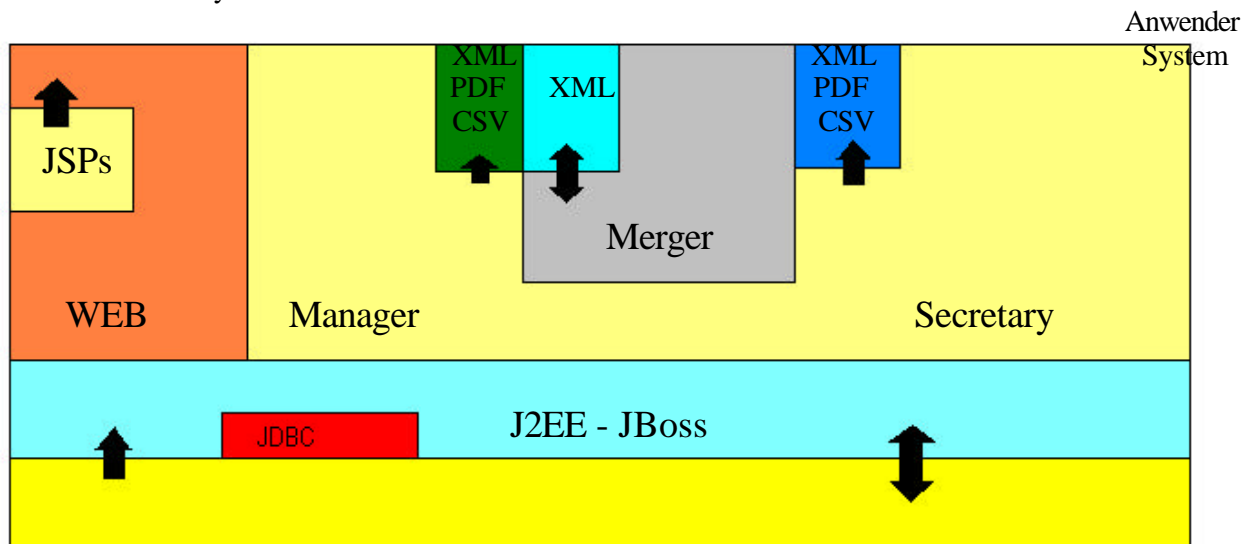 Anwender
System
XML
PDF
CSV
XML
XML
PDF
CSV
JSPs
Merger
WEB
Manager
Secretary
J2EE - JBoss
JDBC